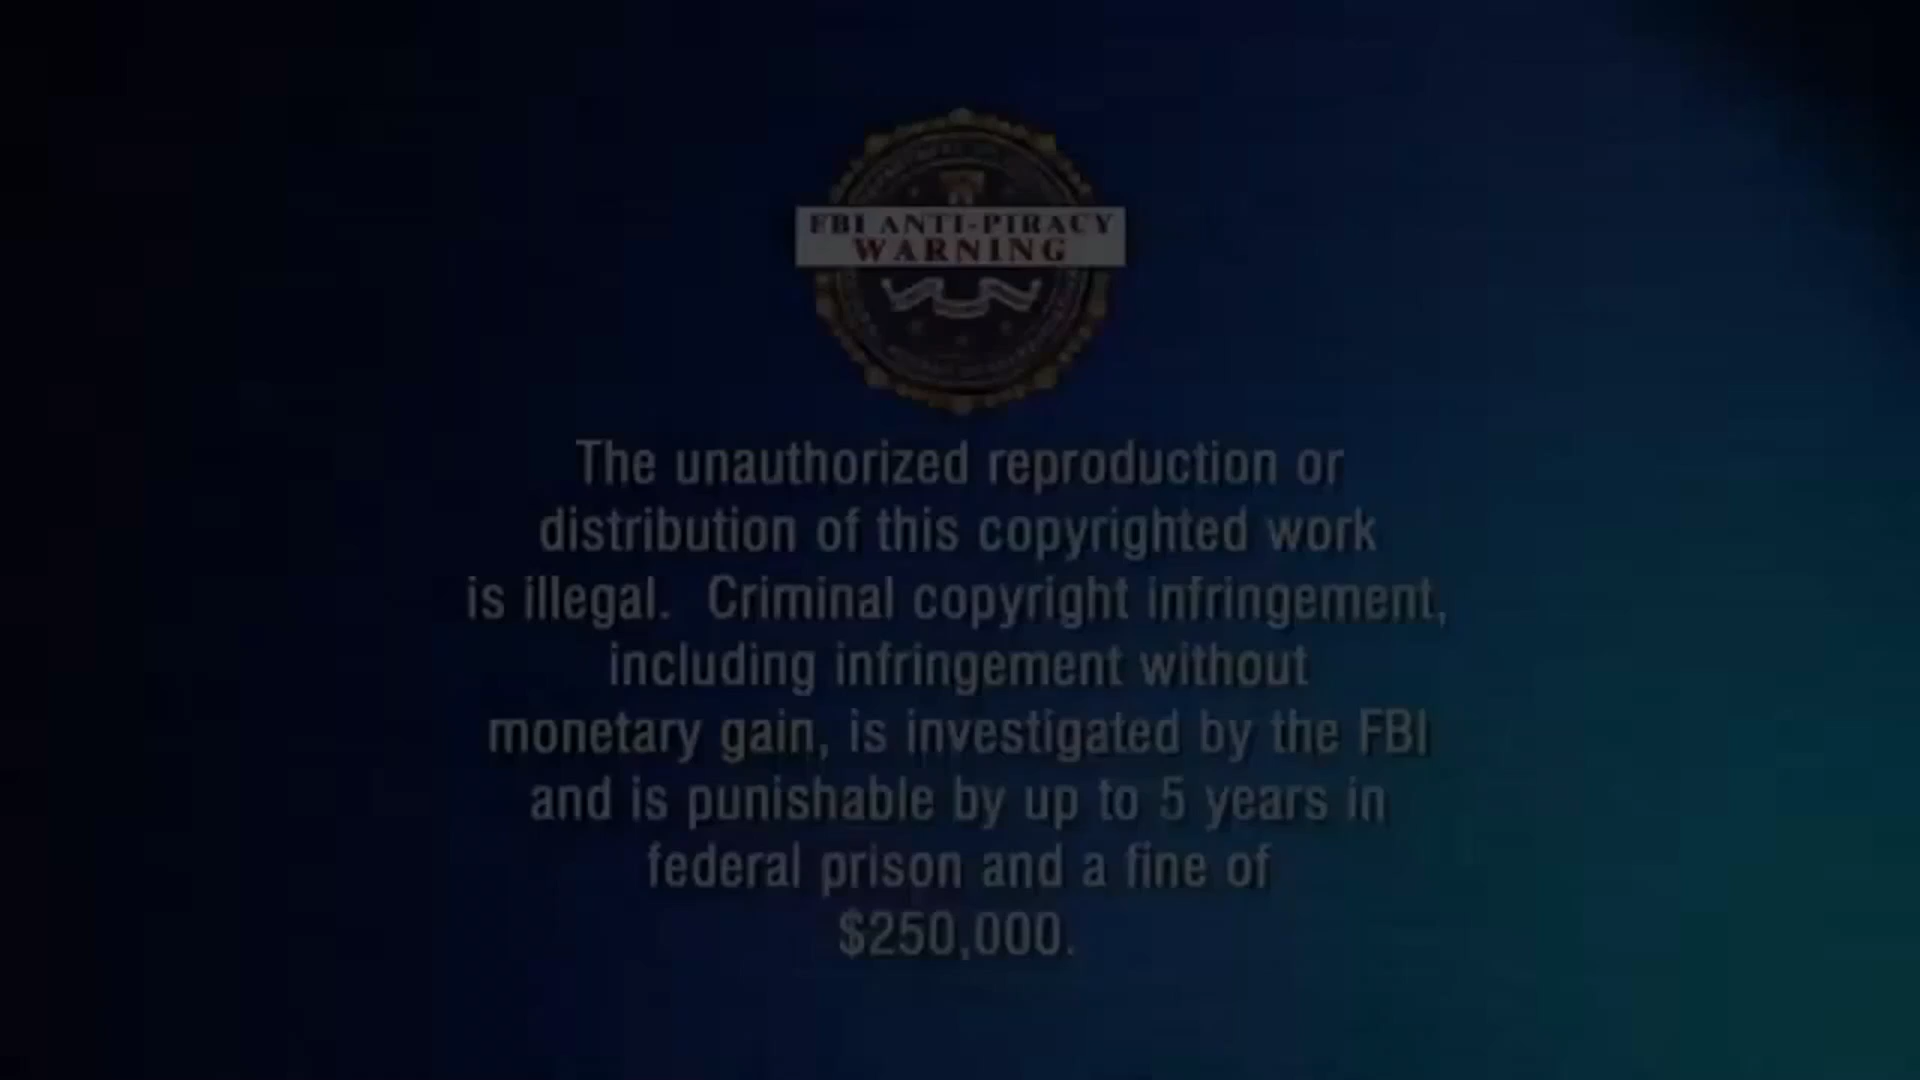 FBI ANTI-PIRACY
WARNING
The unauthorized reproduction or
distribution of this copyrighted work
is illegal.  Criminal copyright infringement,
including infringement without
monetary gain, is investigated by the FBI
and is punishable by up to 5 years in
federal prison and a fine of
$250,000.